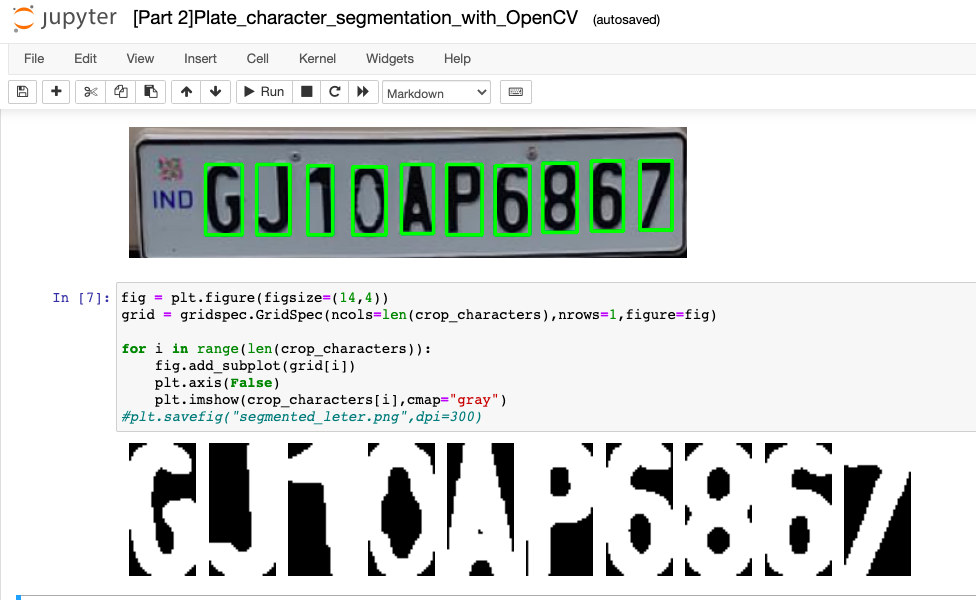 jupyter [Part 2]Plate_character_segmentation_with_OpenCV (autosaved)
File Edit View Insert Cell Kernel Widgets Help
Run Markdown
IND GJ10AP6867
In [7]: fig = plt.figure(figsize=(14,4))
grid = gridspec.GridSpec(ncols=len(crop_characters),nrows=1,figure=fig)
for i in range(len(crop_characters)):
    fig.add_subplot(grid[i])
    plt.axis(False)
    plt.imshow(crop_characters[i],cmap="gray")
#plt.savefig("segmented_leter.png",dpi=300)
GJ10AP6867